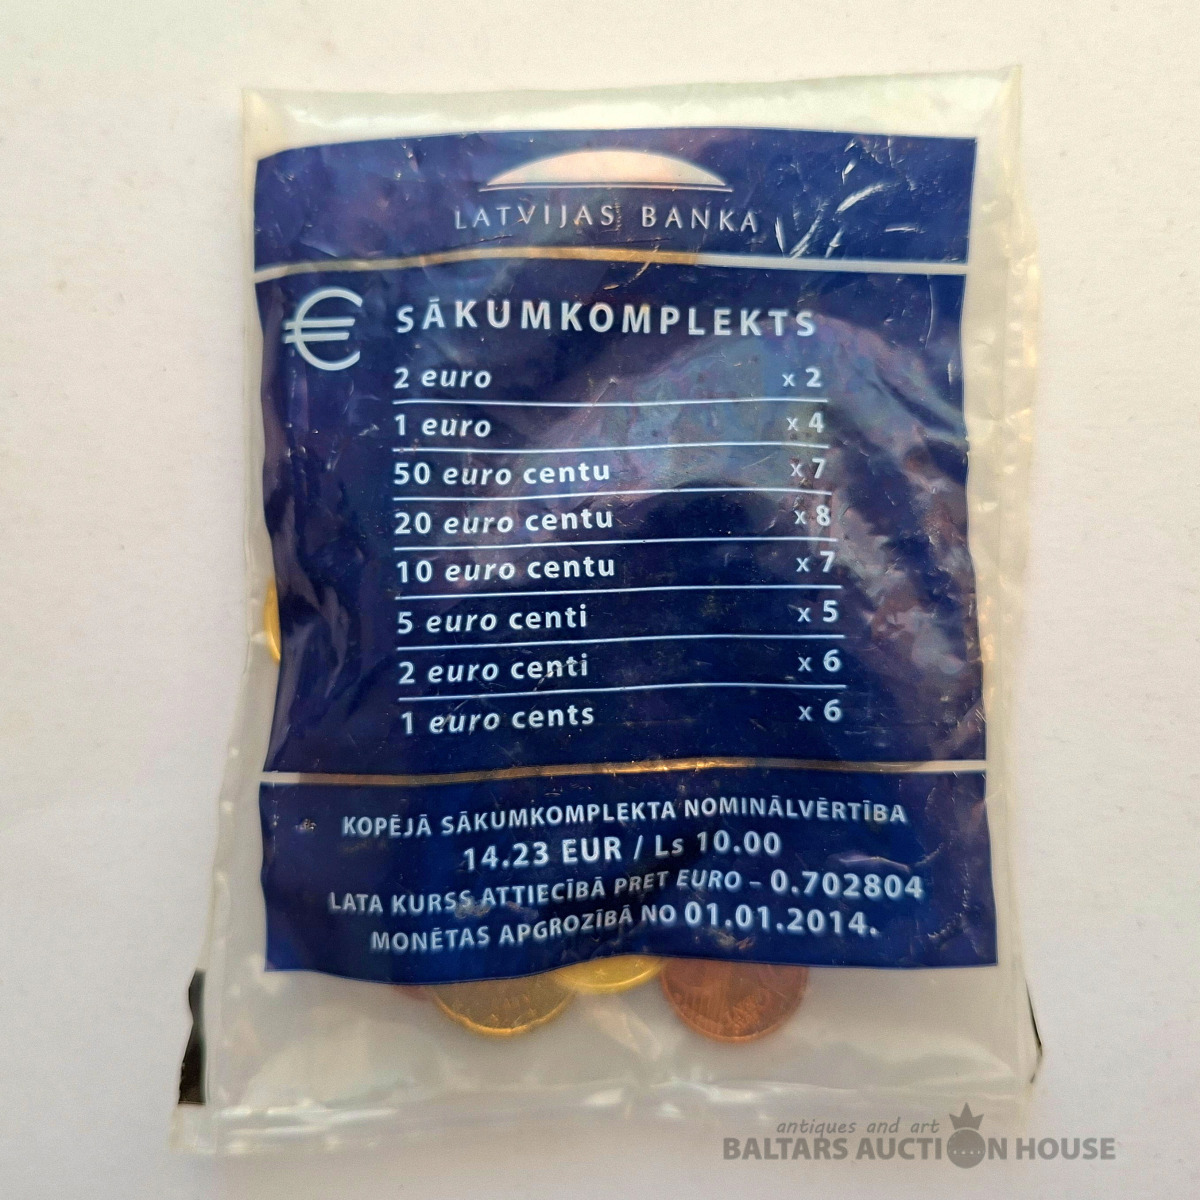 LATVIJAS BANKA
€ SĀKUMKOMPLEKTS
2 euro x 2
1 euro x 4
50 euro centu x 7
20 euro centu x 8
10 euro centu x 7
5 euro centi x 5
2 euro centi x 6
1 euro cents x 6
KOPĒJĀ SĀKUMKOMPLEKTA NOMINĀLVĒRTĪBA
14.23 EUR / Ls 10.00
LATA KURSS ATTIECĪBĀ PRET EURO – 0.702804
MONĒTAS APGROZĪBĀ NO 01.01.2014.
antiques and art
BALTARS AUCTION HOUSE